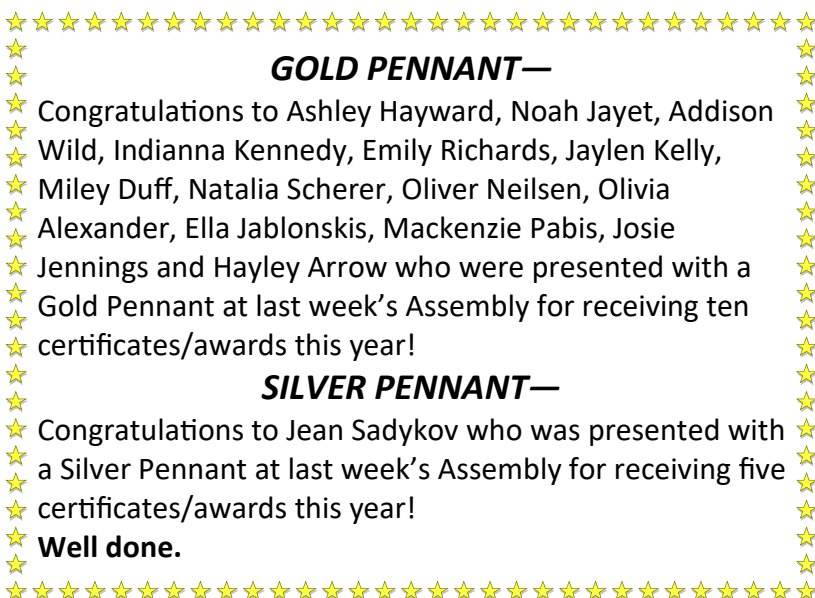 GOLD PENNANT—
Congratulations to Ashley Hayward, Noah Jayet, Addison
Wild, Indianna Kennedy, Emily Richards, Jaylen Kelly,
Miley Duff, Natalia Scherer, Oliver Neilsen, Olivia
Alexander, Ella Jablonskis, Mackenzie Pabis, Josie
Jennings and Hayley Arrow who were presented with a
Gold Pennant at last week’s Assembly for receiving ten
certificates/awards this year!
SILVER PENNANT—
Congratulations to Jean Sadykov who was presented with
a Silver Pennant at last week’s Assembly for receiving five
certificates/awards this year!
Well done.